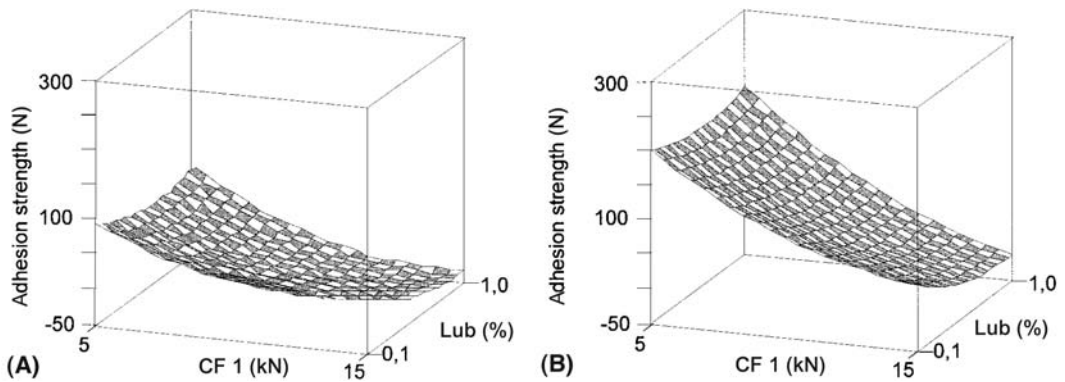 300
100
-50
Adhesion strength (N)
5
CF 1 (kN)
15
0,1
1,0
Lub (%)
(A)
300
100
-50
Adhesion strength (N)
5
CF 1 (kN)
15
0,1
1,0
Lub (%)
(B)